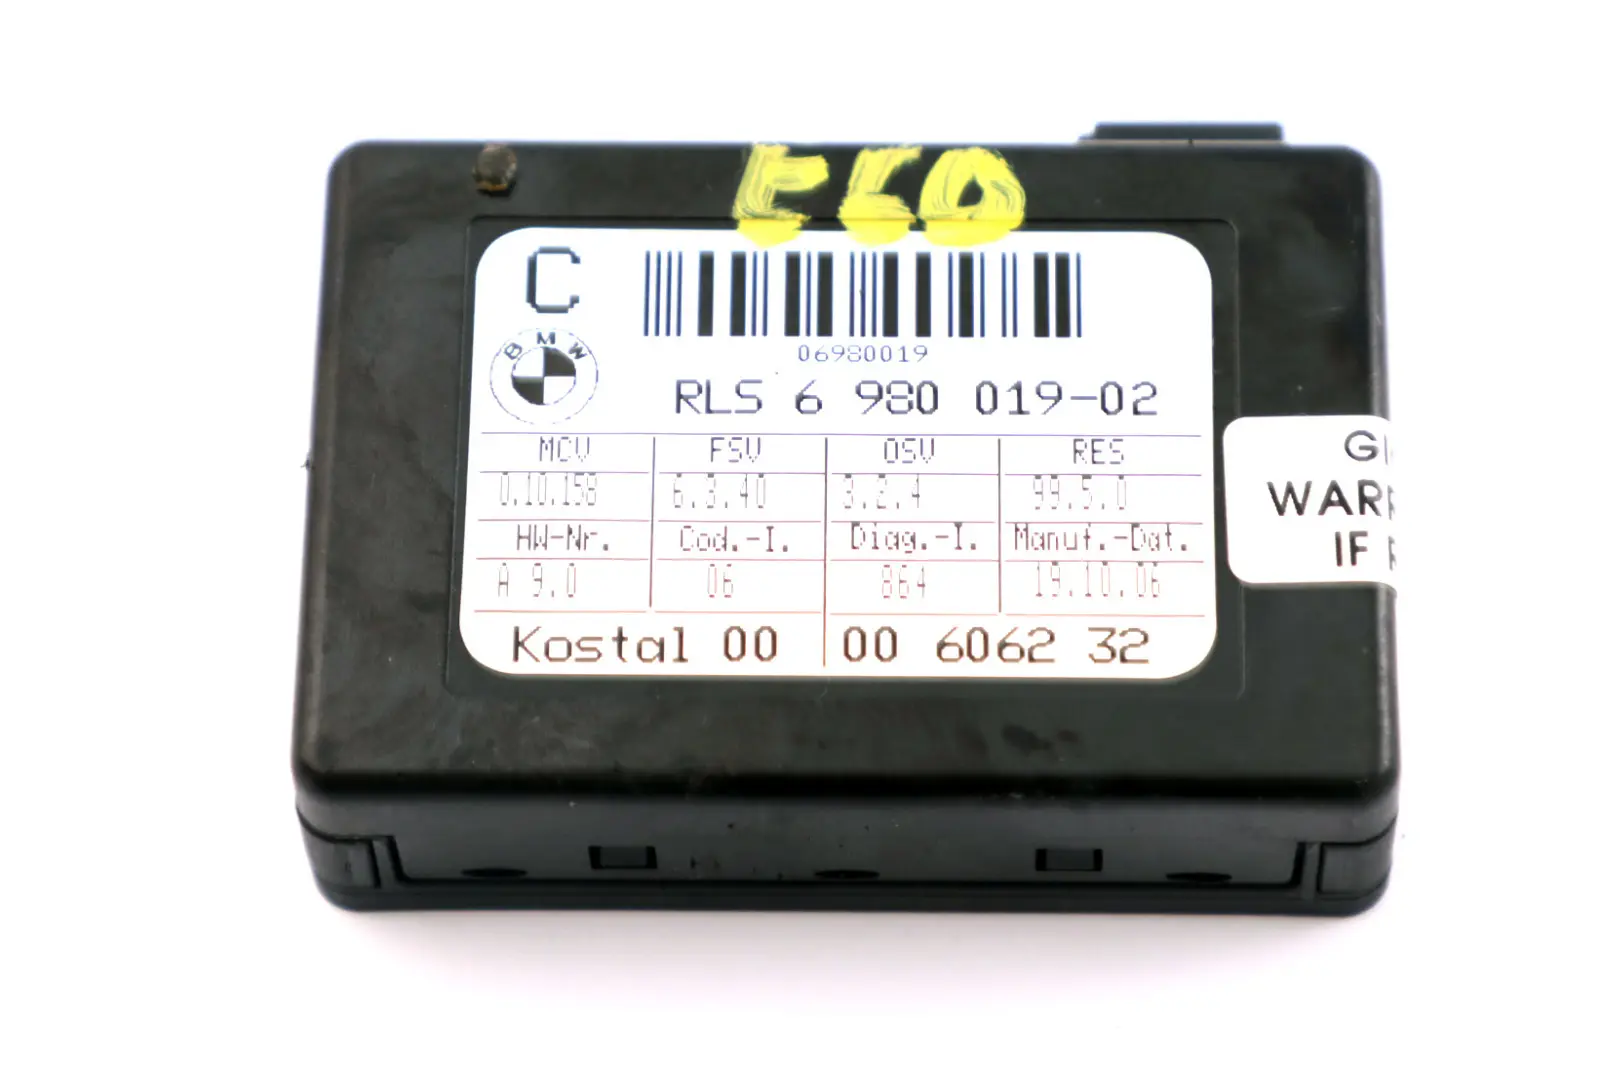 ECO
C
BMW
06980019
RLS 6 980 019-02
MCV FSV OSV RES
0.10.158 6.3.40 3.2.4 99.5.0
HW-Nr. Cod.-I. Diag.-I. Manuf.-Dat.
A 9.0 06 864 19.10.06
Kostal 00 00 6062 32
IF